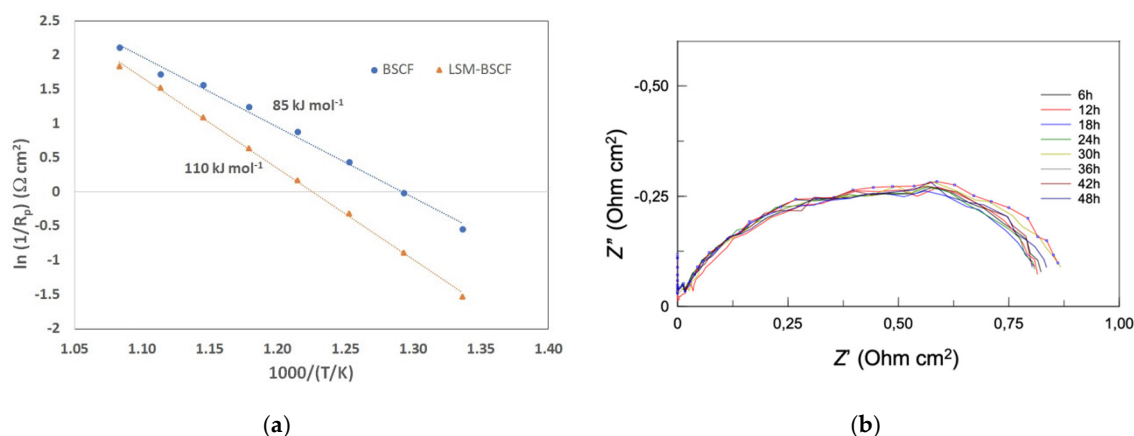 2.5
2
1.5
1
0.5
0
-0.5
-1
-1.5
-2
ln (1/Rp) (Ω cm²)
BSCF LSM-BSCF
85 kJ mol⁻¹
110 kJ mol⁻¹
1.05 1.10 1.15 1.20 1.25 1.30 1.35 1.40
1000/(T/K)
(a)
-0,50
-0,25
0
Z" (Ohm cm²)
6h
12h
18h
24h
30h
36h
42h
48h
0 0,25 0,50 0,75 1,00
Z' (Ohm cm²)
(b)